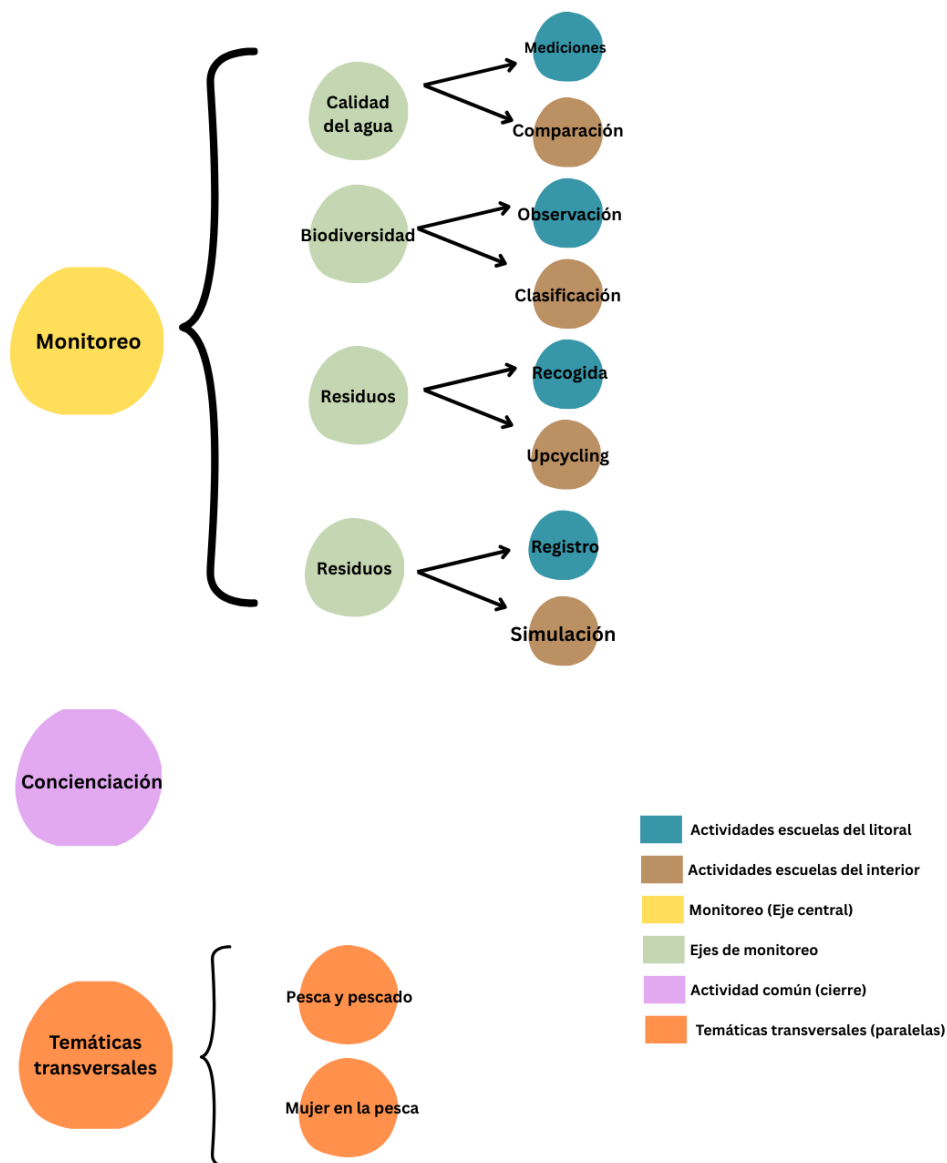 Mediciones
Calidad
del agua
Comparación
Observación
Biodiversidad
Clasificación
Monitoreo
Recogida
Residuos
Upcycling
Registro
Residuos
Simulación
Concienciación
Actividades escuelas del litoral
Actividades escuelas del interior
Monitoreo (Eje central)
Ejes de monitoreo
Actividad común (cierre)
Temáticas transversales (paralelas)
Pesca y pescado
Temáticas
transversales
Mujer en la pesca